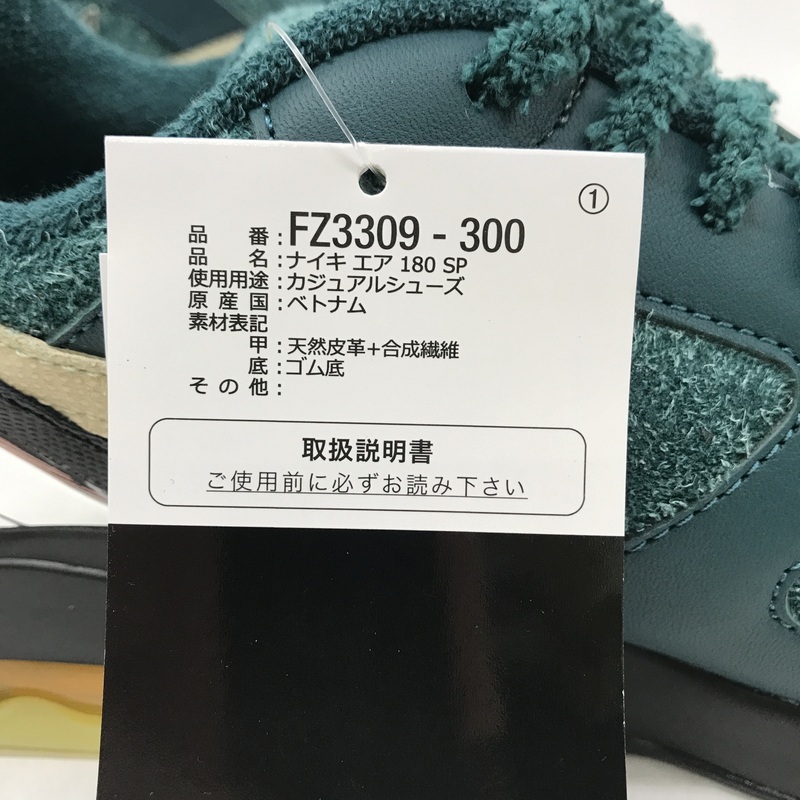 ①
品番:FZ3309 - 300
品名:ナイキ エア 180 SP
使用用途:カジュアルシューズ
原産国:ベトナム
素材表記
甲:天然皮革+合成繊維
底:ゴム底
その他:
取扱説明書
ご使用前に必ずお読み下さい